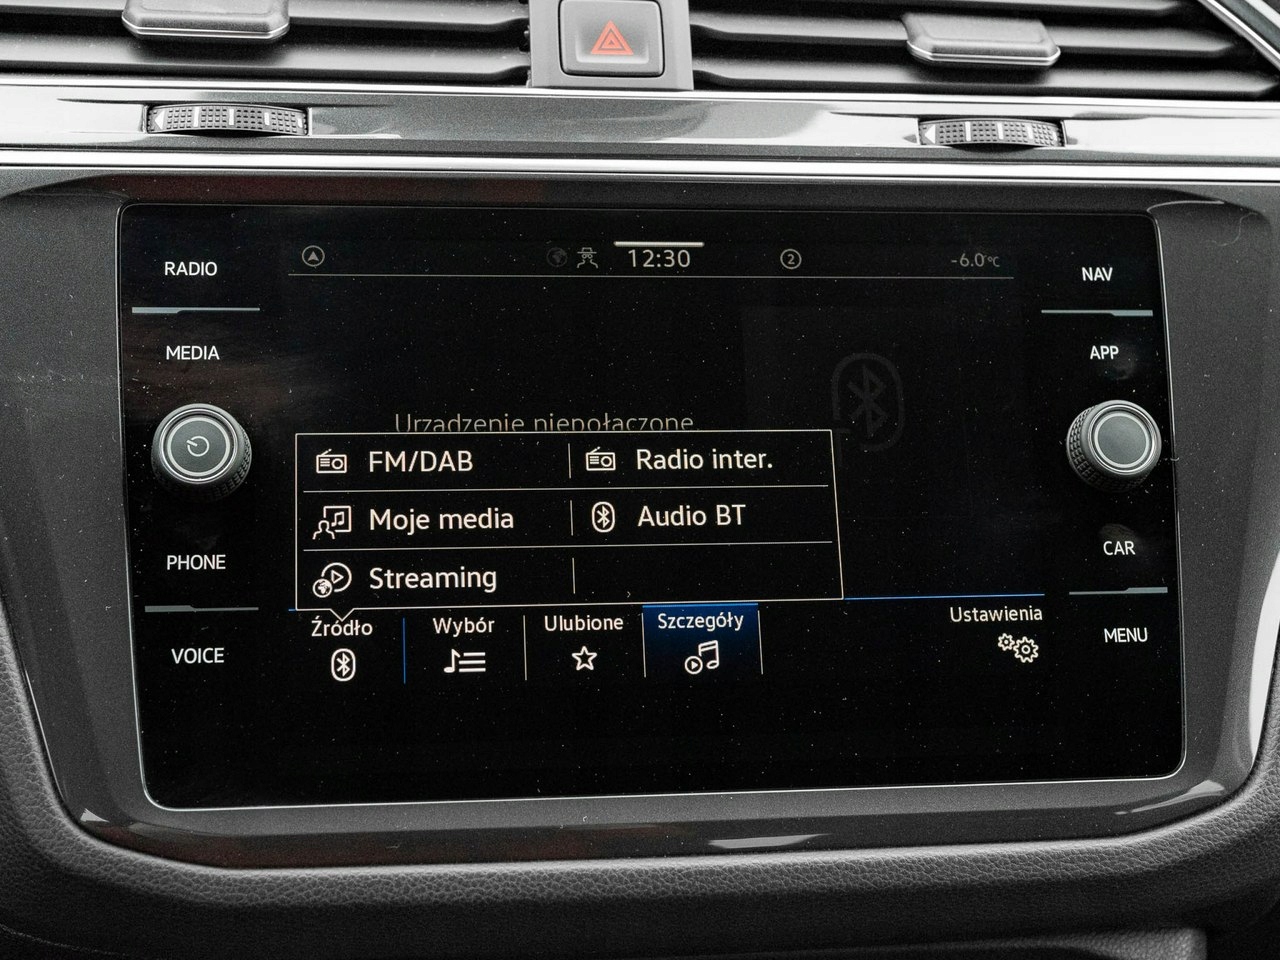 RADIO
MEDIA
PHONE
VOICE
12:30
2
-6.0°C
Urządzenie niepołączone
FM/DAB
Radio inter.
Moje media
Audio BT
Streaming
Źródło
Wybór
Ulubione
Szczegóły
Ustawienia
NAV
APP
CAR
MENU